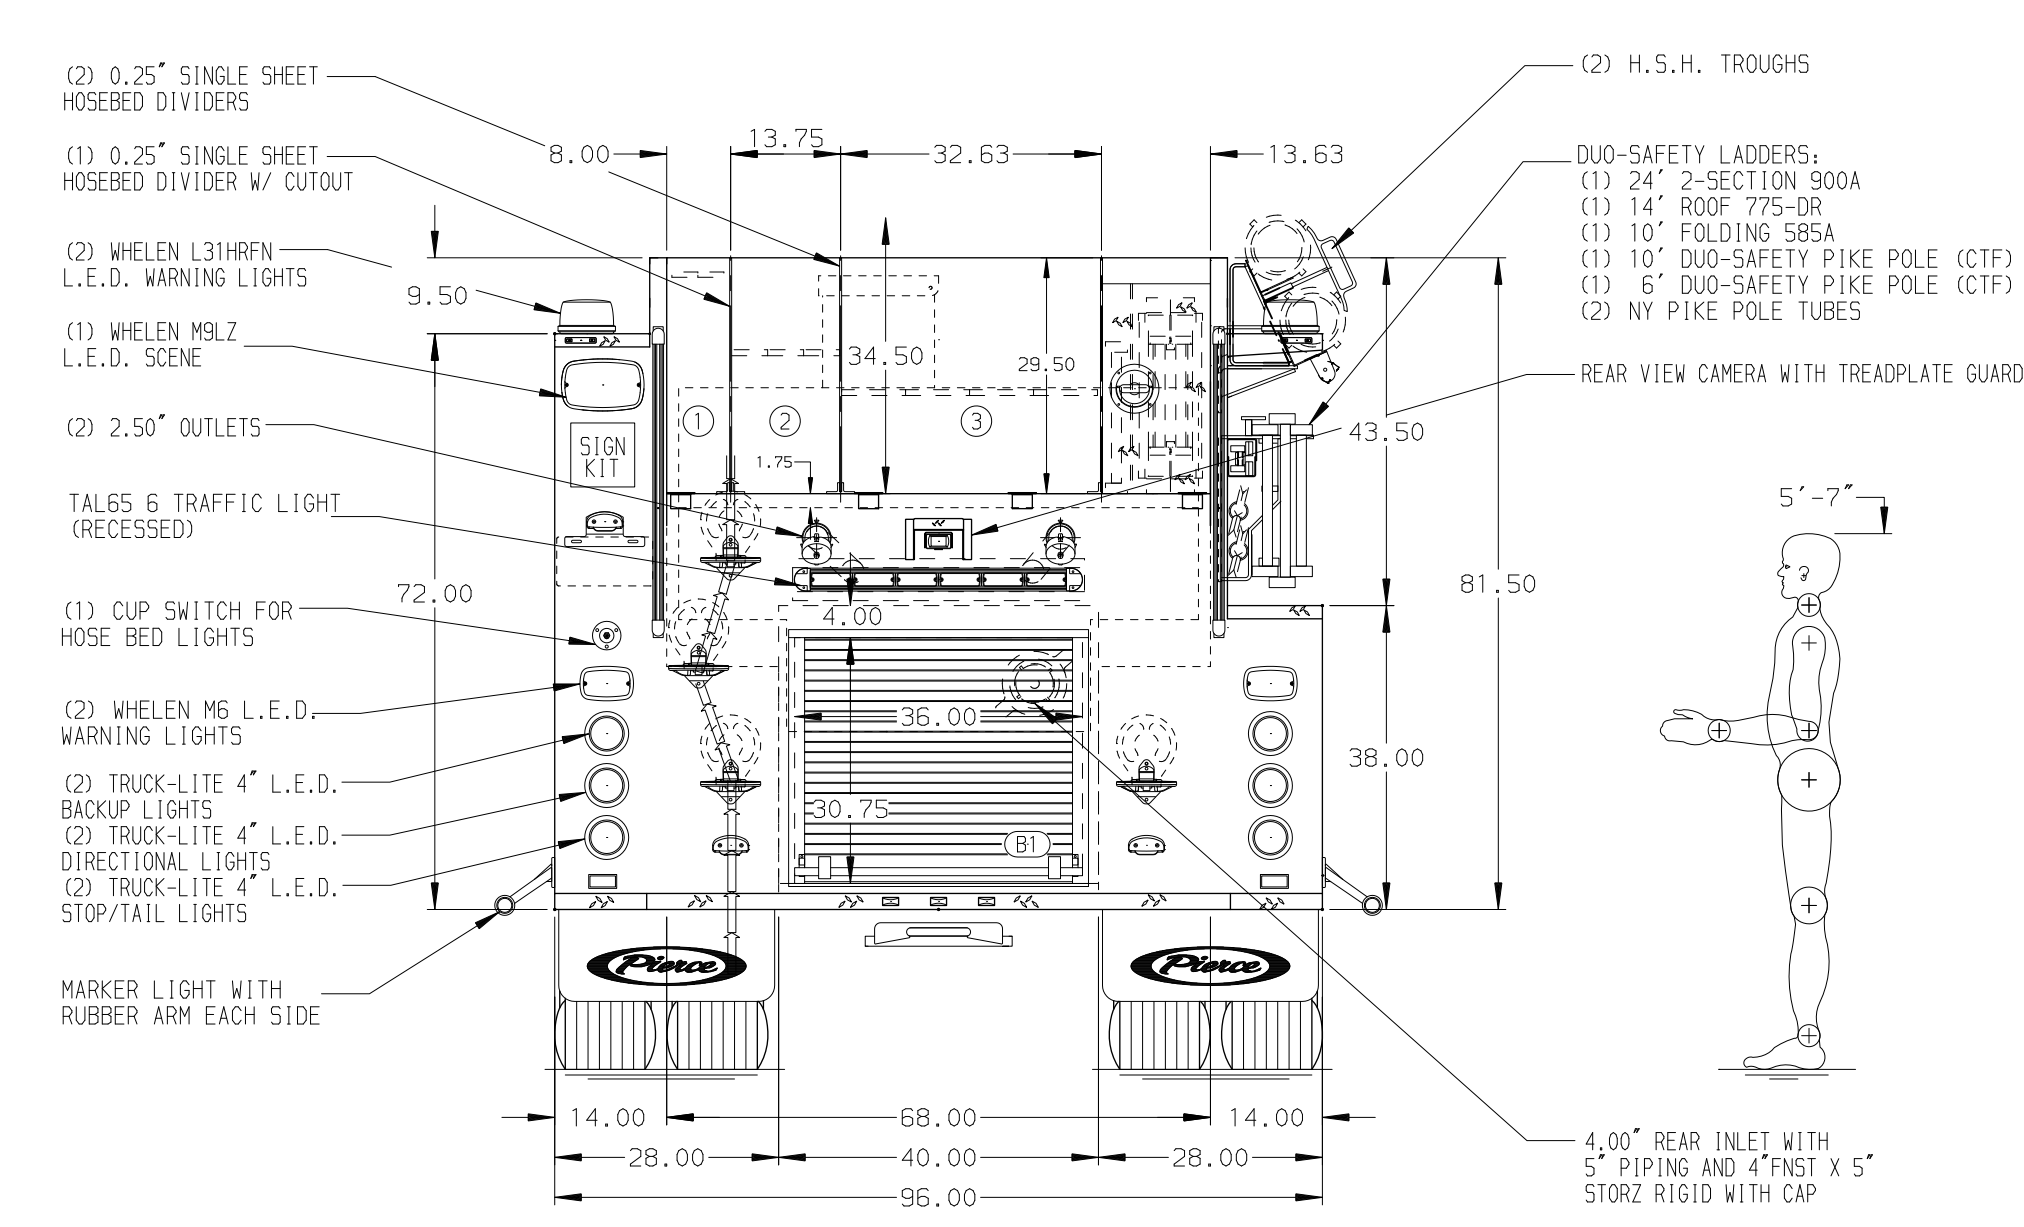 (2) 0.25″ SINGLE SHEET
HOSEBED DIVIDERS
(1) 0.25″ SINGLE SHEET
HOSEBED DIVIDER W/ CUTOUT
(2) WHELEN L31HRFN
L.E.D. WARNING LIGHTS
(1) WHELEN M9LZ
L.E.D. SCENE
(2) 2.50″ OUTLETS
TAL65 6 TRAFFIC LIGHT
(RECESSED)
(1) CUP SWITCH FOR
HOSE BED LIGHTS
(2) WHELEN M6 L.E.D.
WARNING LIGHTS
(2) TRUCK-LITE 4″ L.E.D.
BACKUP LIGHTS
(2) TRUCK-LITE 4″ L.E.D.
DIRECTIONAL LIGHTS
(2) TRUCK-LITE 4″ L.E.D.
STOP/TAIL LIGHTS
MARKER LIGHT WITH
RUBBER ARM EACH SIDE
8.00
13.75
32.63
13.63
9.50
34.50
29.50
1
2
3
SIGN
KIT
1.75
43.50
72.00
81.50
4.00
36.00
38.00
30.75
B1
Pierce
Pierce
14.00
68.00
14.00
28.00
40.00
28.00
96.00
(2) H.S.H. TROUGHS
DUO-SAFETY LADDERS:
(1) 24′ 2-SECTION 900A
(1) 14′ ROOF 775-DR
(1) 10′ FOLDING 585A
(1) 10′ DUO-SAFETY PIKE POLE (CTF)
(1) 6′ DUO-SAFETY PIKE POLE (CTF)
(2) NY PIKE POLE TUBES
REAR VIEW CAMERA WITH TREADPLATE GUARD
5′-7″
4.00″ REAR INLET WITH
5″ PIPING AND 4″FNST X 5″
STORZ RIGID WITH CAP